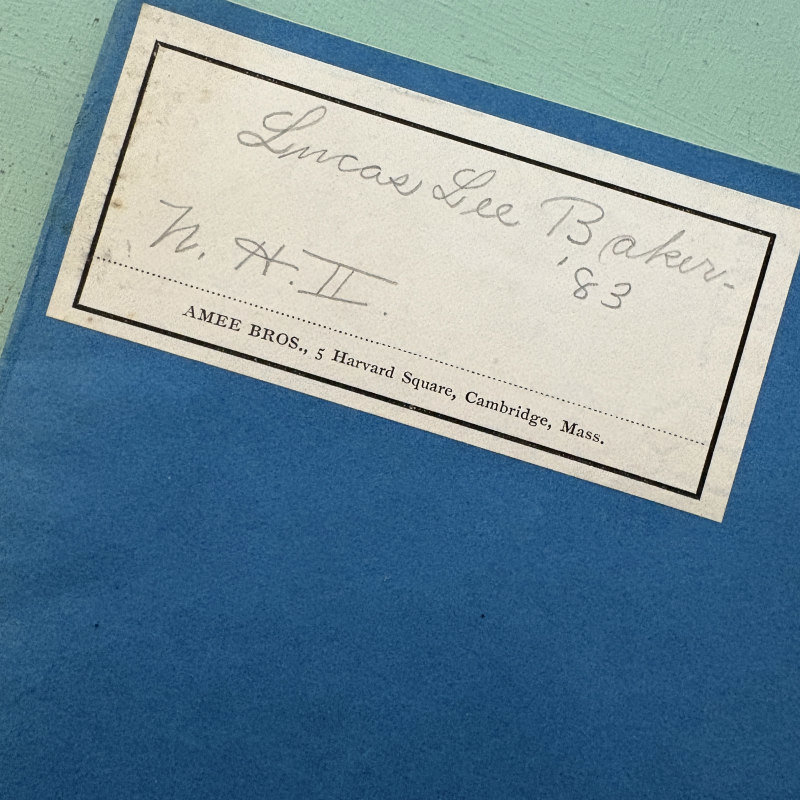 Lucas Lee Baker-
'83
N. H. II.
AMEE BROS., 5 Harvard Square, Cambridge, Mass.